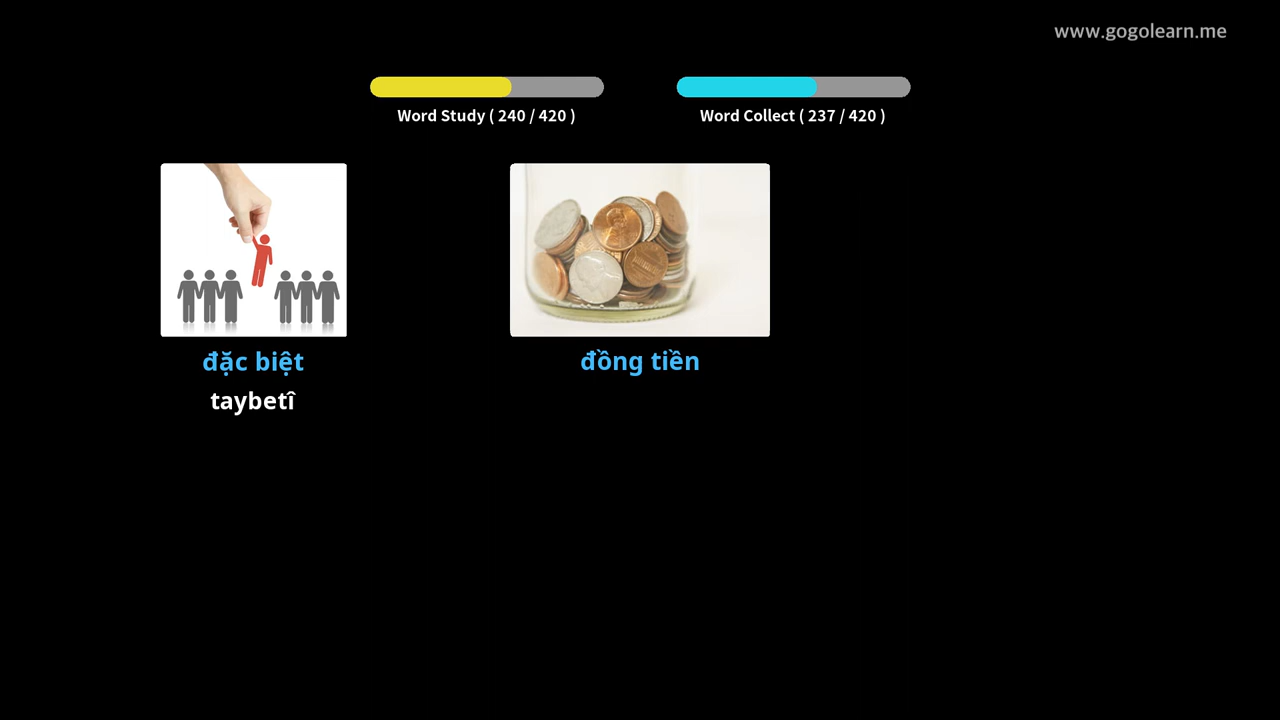 www.gogolearn.me
Word Study ( 240 / 420 )
Word Collect ( 237 / 420 )
đặc biệt
taybetî
đồng tiền